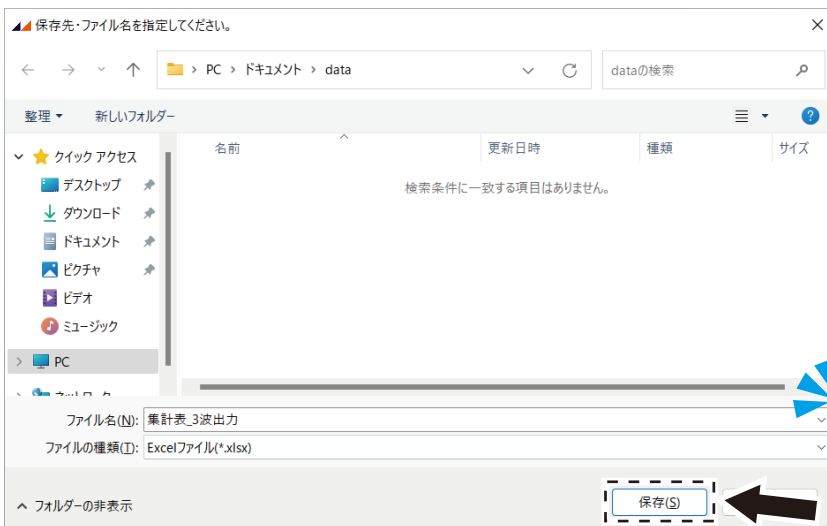 保存先・ファイル名を指定してください。
PC › ドキュメント › data
dataの検索
整理 新しいフォルダー
名前 更新日時 種類 サイズ
クイック アクセス
検索条件に一致する項目はありません。
デスクトップ
ダウンロード
ドキュメント
ピクチャ
ビデオ
ミュージック
PC
ファイル名(N): 集計表_3波出力
ファイルの種類(T): Excelファイル(*.xlsx)
フォルダーの非表示 保存(S)